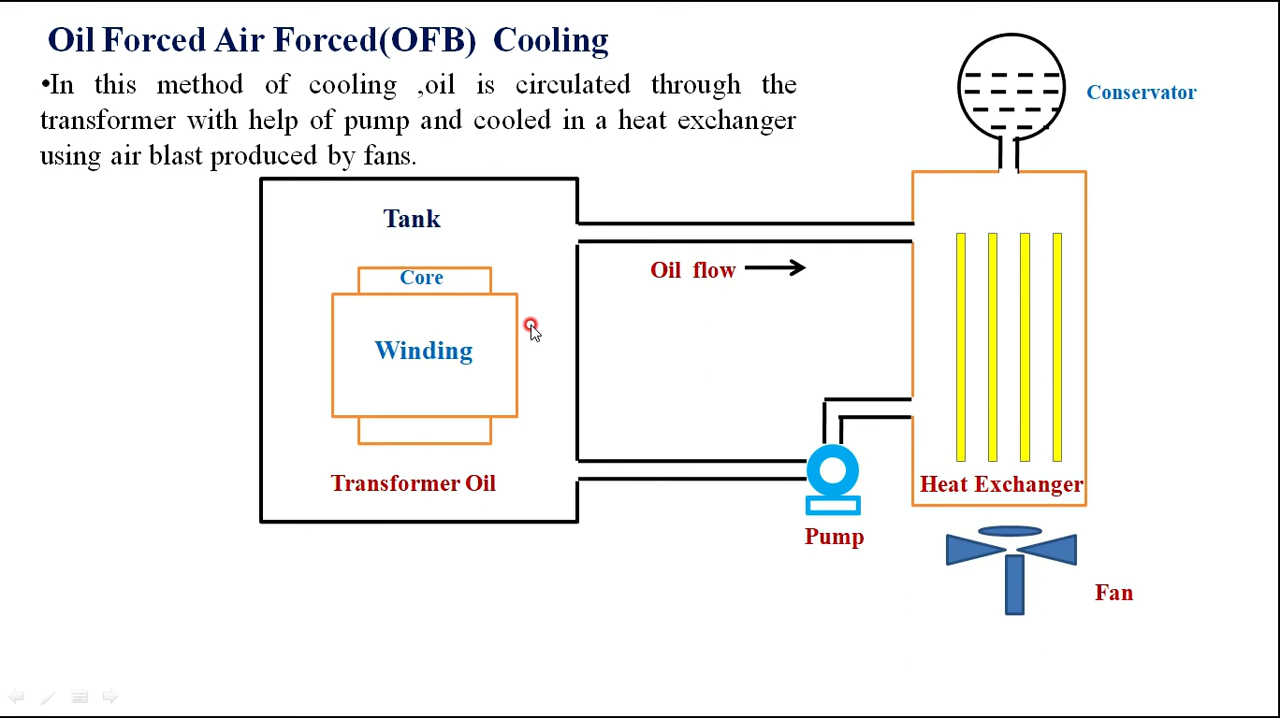 Oil Forced Air Forced(OFB) Cooling
•In this method of cooling ,oil is circulated through the
transformer with help of pump and cooled in a heat exchanger
using air blast produced by fans.
Conservator
Tank
Core
Oil flow
Winding
Transformer Oil
Heat Exchanger
Pump
Fan